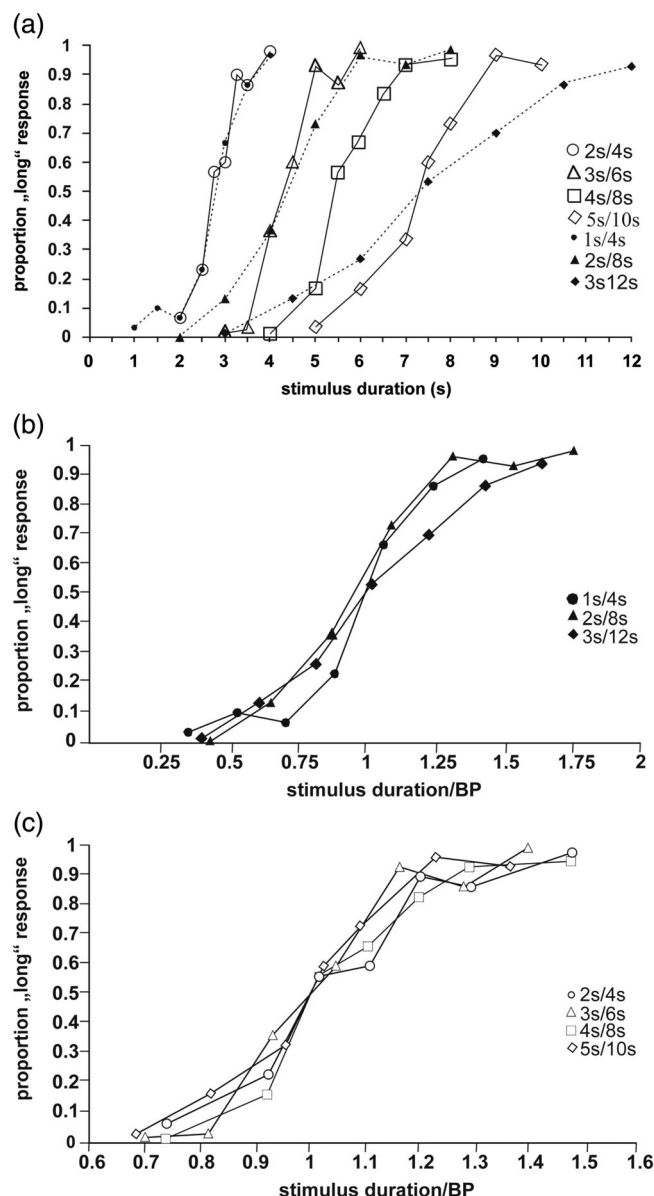 (a)
proportion „long“ response
1
0.9
0.8
0.7
0.6
0.5
0.4
0.3
0.2
0.1
0
2s/4s
3s/6s
4s/8s
5s/10s
1s/4s
2s/8s
3s12s
0 1 2 3 4 5 6 7 8 9 10 11 12
stimulus duration (s)
(b)
proportion „long“ response
1
0.9
0.8
0.7
0.6
0.5
0.4
0.3
0.2
0.1
0
1s/4s
2s/8s
3s/12s
0.25 0.5 0.75 1 1.25 1.5 1.75 2
stimulus duration/BP
(c)
proportion „long“ response
1
0.9
0.8
0.7
0.6
0.5
0.4
0.3
0.2
0.1
0
2s/4s
3s/6s
4s/8s
5s/10s
0.6 0.7 0.8 0.9 1.0 1.1 1.2 1.3 1.4 1.5 1.6
stimulus duration/BP